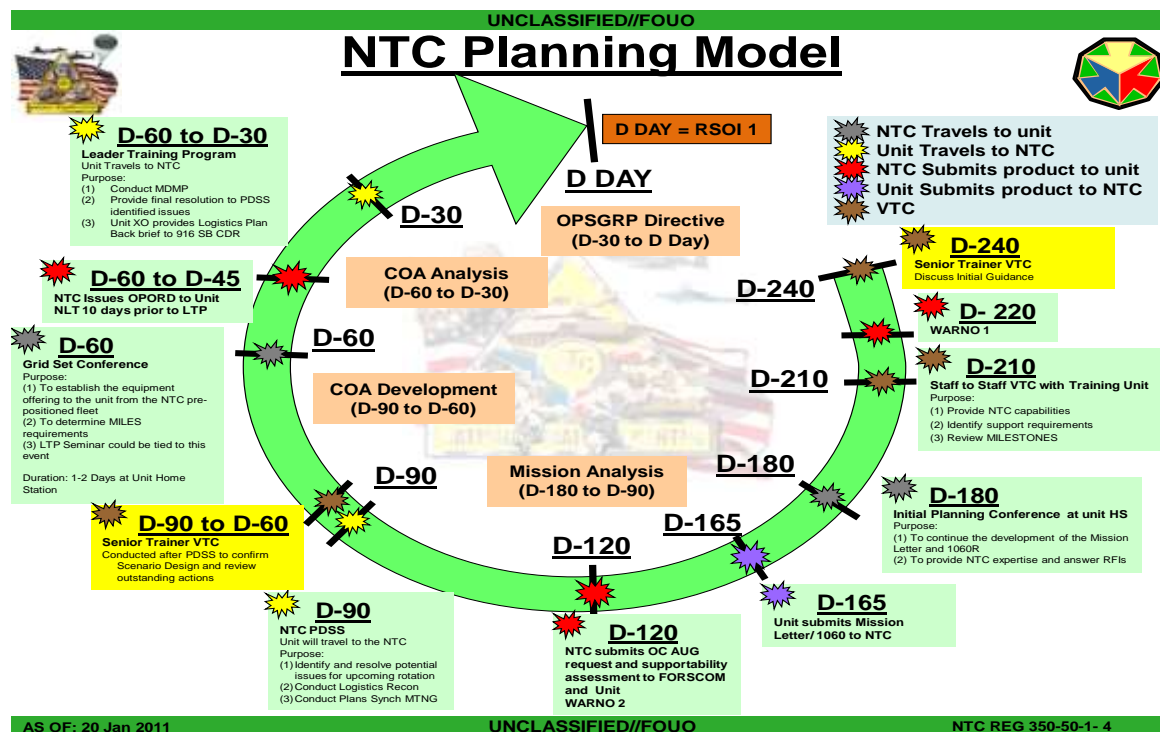 UNCLASSIFIED//FOUO
NTC Planning Model
D DAY = RSOI 1
D DAY
NTC Travels to unit
Unit Travels to NTC
NTC Submits product to unit
Unit Submits product to NTC
VTC
D-60 to D-30
Leader Training Program
Unit Travels to NTC
Purpose:
(1) Conduct MDMP
(2) Provide final resolution to PDSS
identified issues
(3) Unit XO provides Logistics Plan
Back brief to 916 SB CDR
D-30
OPSGRP Directive
(D-30 to D Day)
D-60 to D-45
NTC Issues OPORD to Unit
NLT 10 days prior to LTP
COA Analysis
(D-60 to D-30)
D-60
D-60
Grid Set Conference
Purpose:
(1) To establish the equipment
offering to the unit from the NTC pre-
positioned fleet
(2) To determine MILES
requirements
(3) LTP Seminar could be tied to this
event
Duration: 1-2 Days at Unit Home
Station
COA Development
(D-90 to D-60)
D-90
D-90 to D-60
Senior Trainer VTC
Conducted after PDSS to confirm
Scenario Design and review
outstanding actions
D-90
NTC PDSS
Unit will travel to the NTC
Purpose:
(1) Identify and resolve potential
issues for upcoming rotation
(2) Conduct Logistics Recon
(3) Conduct Plans Synch MTNG
Mission Analysis
(D-180 to D-90)
D-120
D-120
NTC submits OC AUG
request and supportability
assessment to FORSCOM
and Unit
WARNO 2
D-165
D-165
Unit submits Mission
Letter/ 1060 to NTC
D-180
D-180
Initial Planning Conference at unit HS
Purpose:
(1) To continue the development of the Mission
Letter and 1060R
(2) To provide NTC expertise and answer RFIs
D-210
D-210
Staff to Staff VTC with Training Unit
Purpose:
(1) Provide NTC capabilities
(2) Identify support requirements
(3) Review MILESTONES
D- 220
WARNO 1
D-240
D-240
Senior Trainer VTC
Discuss Initial Guidance
AS OF: 20 Jan 2011
UNCLASSIFIED//FOUO
NTC REG 350-50-1- 4